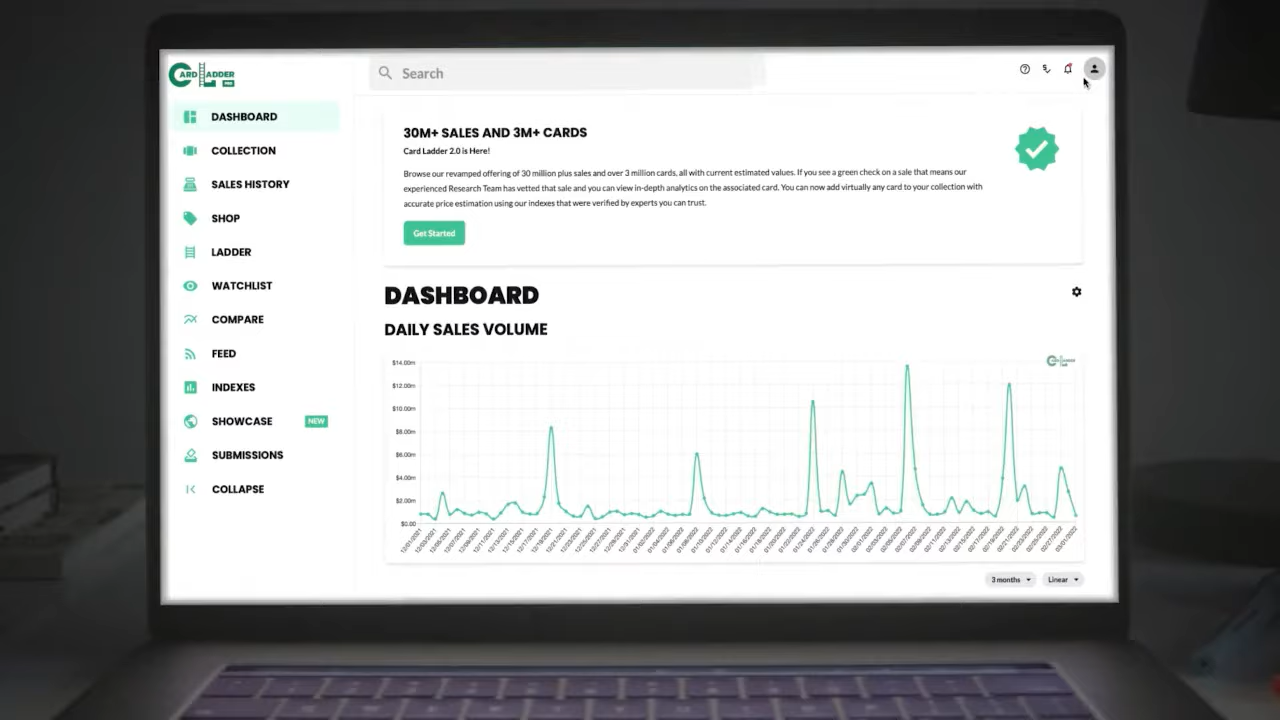 CARD LADDER
Search
DASHBOARD
COLLECTION
SALES HISTORY
SHOP
LADDER
WATCHLIST
COMPARE
FEED
INDEXES
SHOWCASE NEW
SUBMISSIONS
COLLAPSE
30M+ SALES AND 3M+ CARDS
Card Ladder 2.0 is Here!
Browse our revamped offering of 30 million plus sales and over 3 million cards, all with current estimated values. If you see a green check on a sale that means our
experienced Research Team has vetted that sale and you can view in-depth analytics on the associated card. You can now add virtually any card to your collection with
accurate price estimation using our indexes that were verified by experts you can trust.
Get Started
DASHBOARD
DAILY SALES VOLUME
$14.00m
$12.00m
$10.00m
$8.00m
$6.00m
$4.00m
$2.00m
$0.00
3 months
Linear